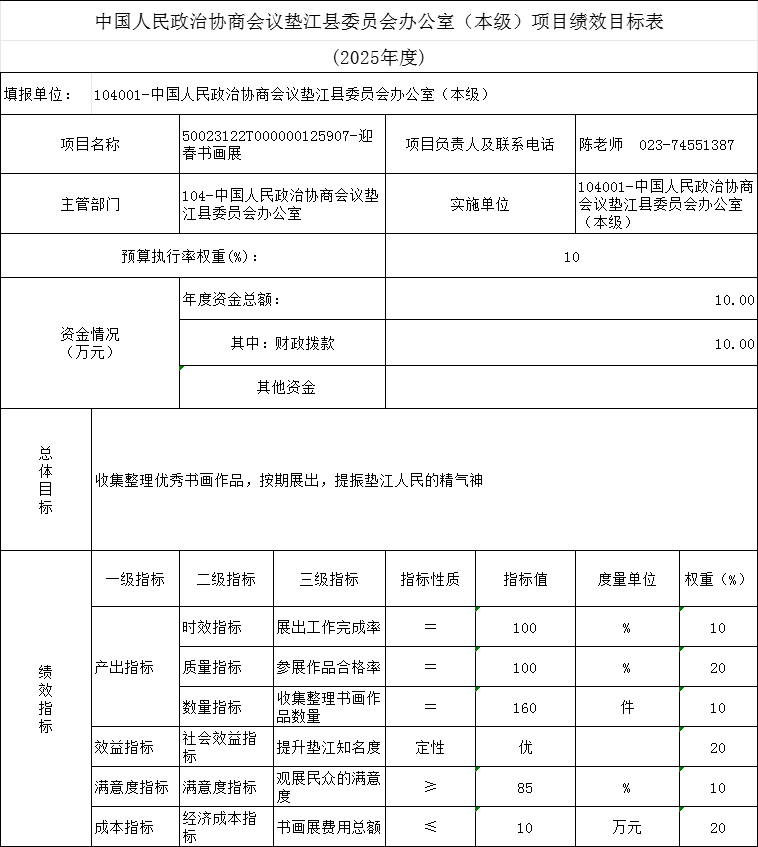 中国人民政治协商会议垫江县委员会办公室（本级）项目绩效目标表
(2025年度)
填报单位： 104001-中国人民政治协商会议垫江县委员会办公室（本级）
项目名称
50023122T000000125907-迎
春书画展
项目负责人及联系电话
陈老师 023-74551387
主管部门
104-中国人民政治协商会议垫
江县委员会办公室
实施单位
104001-中国人民政治协商
会议垫江县委员会办公室
（本级）
预算执行率权重(%)： 10
资金情况
（万元）
年度资金总额： 10.00
其中：财政拨款 10.00
其他资金
总
体
目
标
收集整理优秀书画作品，按期展出，提振垫江人民的精气神
绩
效
指
标
一级指标 二级指标 三级指标 指标性质 指标值 度量单位 权重（%）
产出指标
时效指标 展出工作完成率 ＝ 100 % 10
质量指标 参展作品合格率 ＝ 100 % 20
数量指标
收集整理书画作
品数量
＝ 160 件 10
效益指标
社会效益指
标
提升垫江知名度 定性 优 20
满意度指标 满意度指标
观展民众的满意
度
≥ 85 % 10
成本指标
经济成本指
标
书画展费用总额 ≤ 10 万元 20